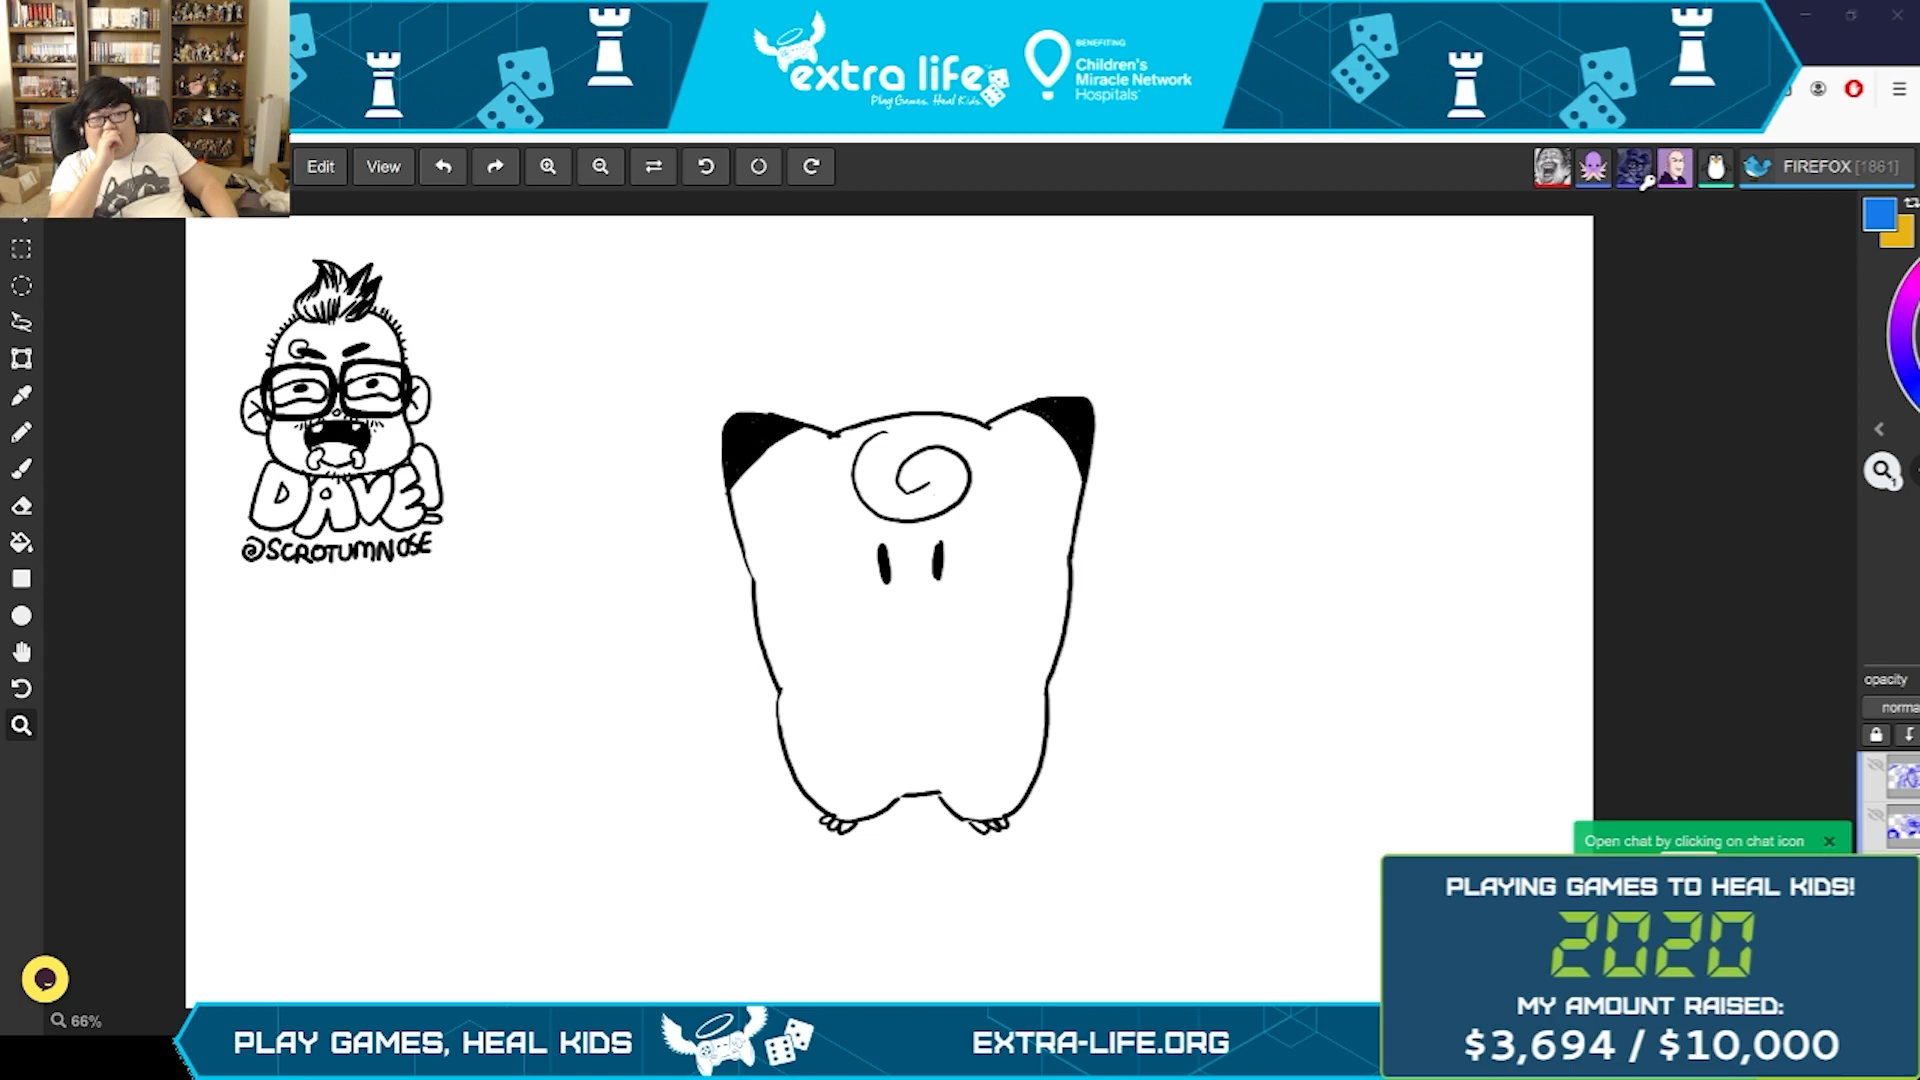 extra life
Play Games. Heal Kids.
BENEFITING
Children's
Miracle Network
Hospitals
Edit
View
FIREFOX [1861]
DAVE!
@SCROTUMNOSE
opacity
norma
Open chat by clicking on chat icon
PLAYING GAMES TO HEAL KIDS!
2020
MY AMOUNT RAISED:
$3,694 / $10,000
66%
PLAY GAMES, HEAL KIDS
EXTRA-LIFE.ORG